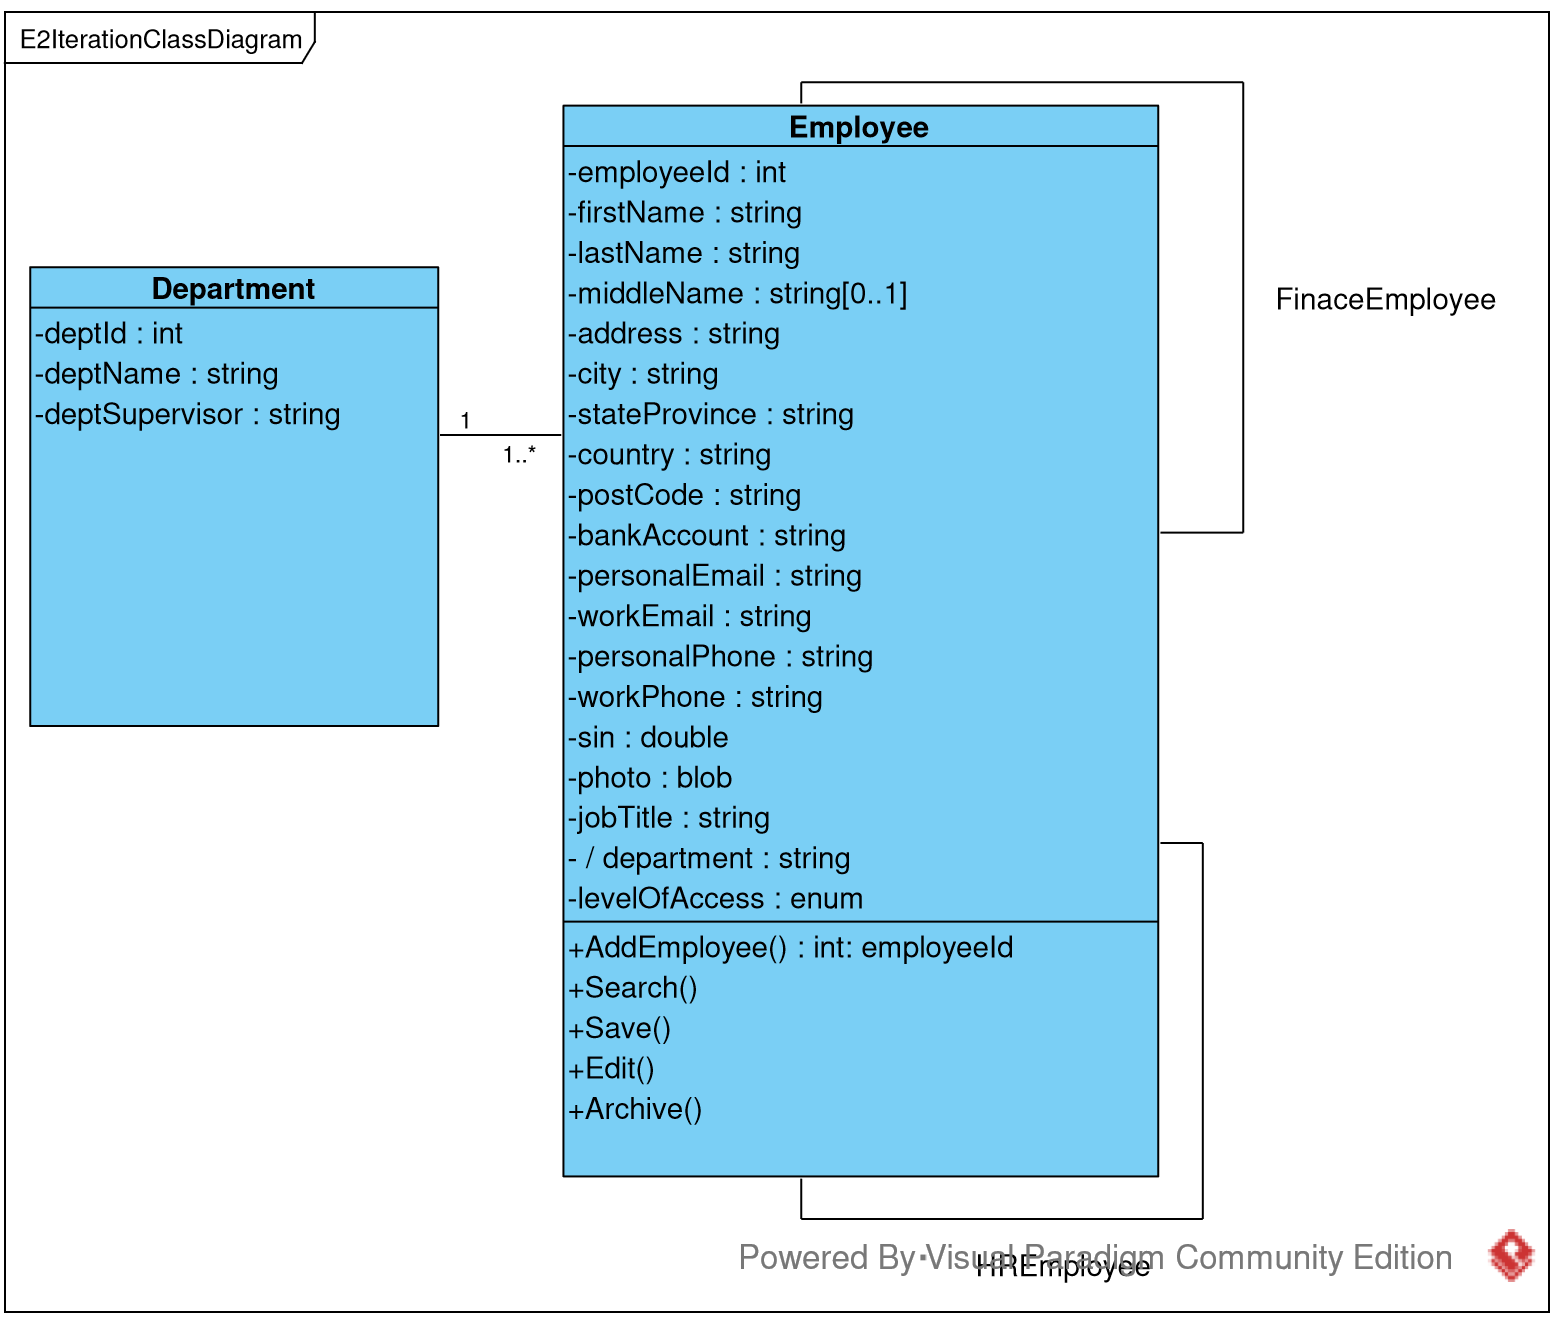 E2IterationClassDiagram
Employee
-employeeId : int
-firstName : string
-lastName : string
-middleName : string[0..1]
-address : string
-city : string
-stateProvince : string
-country : string
-postCode : string
-bankAccount : string
-personalEmail : string
-workEmail : string
-personalPhone : string
-workPhone : string
-sin : double
-photo : blob
-jobTitle : string
- / department : string
-levelOfAccess : enum
+AddEmployee() : int: employeeId
+Search()
+Save()
+Edit()
+Archive()
Department
-deptId : int
-deptName : string
-deptSupervisor : string
1
1..*
FinaceEmployee
HREmployee
Powered By Visual Paradigm Community Edition